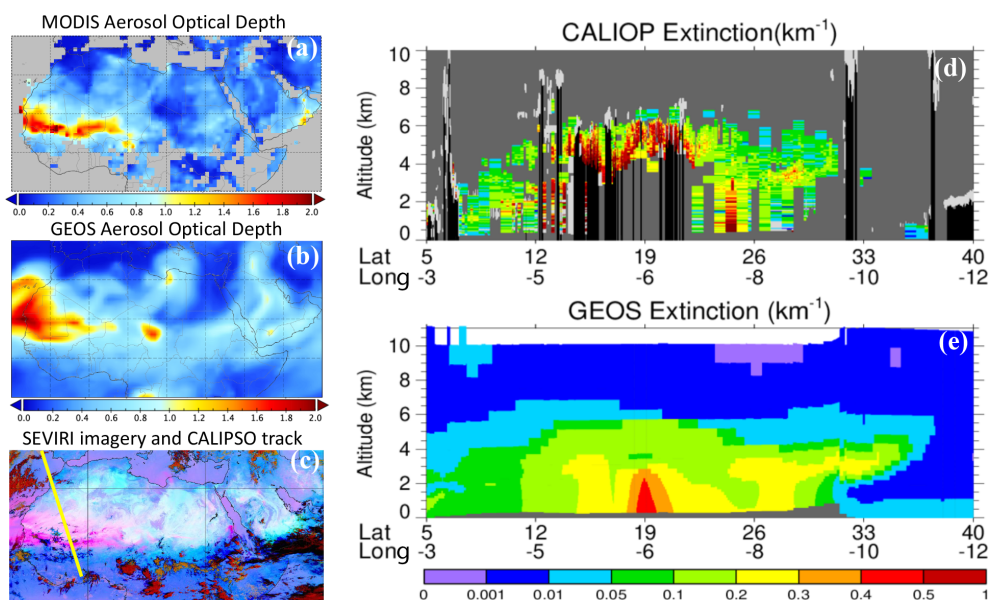 MODIS Aerosol Optical Depth
(a)
0.0 0.2 0.4 0.6 0.8 1.0 1.2 1.4 1.6 1.8 2.0
GEOS Aerosol Optical Depth
(b)
0.0 0.2 0.4 0.6 0.8 1.0 1.2 1.4 1.6 1.8 2.0
SEVIRI imagery and CALIPSO track
(c)
CALIOP Extinction(km-1)
(d)
Altitude (km)
10
8
6
4
2
0
Lat 5 12 19 26 33 40
Long -3 -5 -6 -8 -10 -12
GEOS Extinction (km-1)
(e)
Altitude (km)
10
8
6
4
2
0
Lat 5 12 19 26 33 40
Long -3 -5 -6 -8 -10 -12
0 0.001 0.01 0.05 0.1 0.2 0.3 0.4 0.5 1